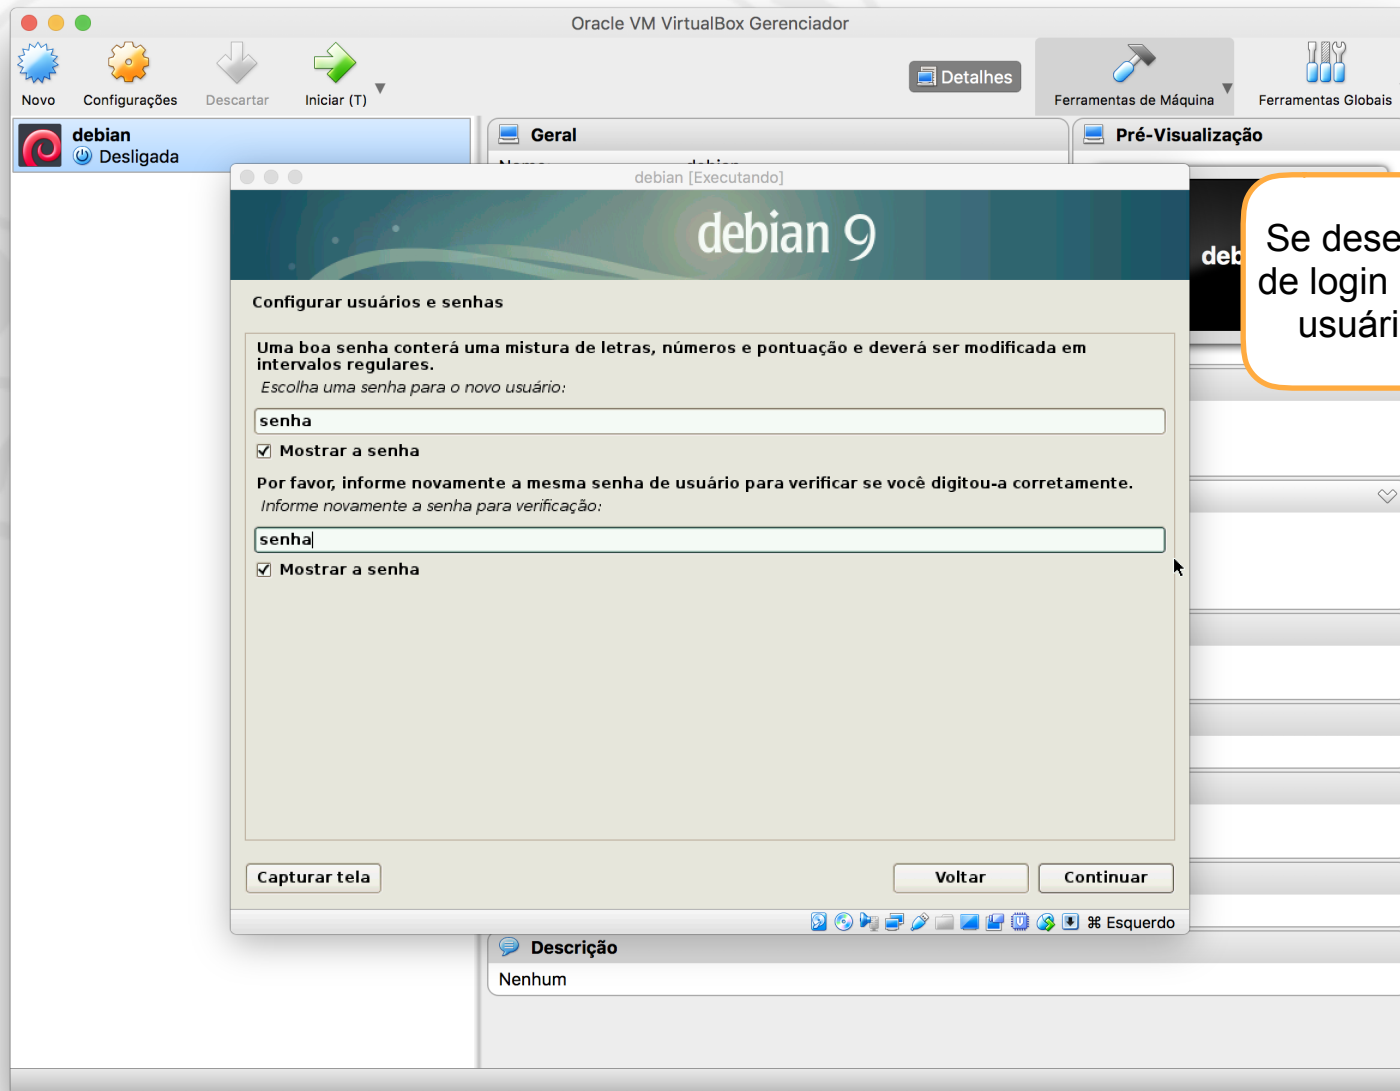 Oracle VM VirtualBox Gerenciador
Novo
Configurações
Descartar
Iniciar (T)
Detalhes
Ferramentas de Máquina
Ferramentas Globais
debian
Desligada
Geral
Pré-Visualização
debian [Executando]
debian 9
Configurar usuários e senhas
Uma boa senha conterá uma mistura de letras, números e pontuação e deverá ser modificada em
intervalos regulares.
Escolha uma senha para o novo usuário:
senha
Mostrar a senha
Por favor, informe novamente a mesma senha de usuário para verificar se você digitou-a corretamente.
Informe novamente a senha para verificação:
senha
Mostrar a senha
Capturar tela
Voltar
Continuar
⌘ Esquerdo
Se dese
de login
usuári
deb
Descrição
Nenhum